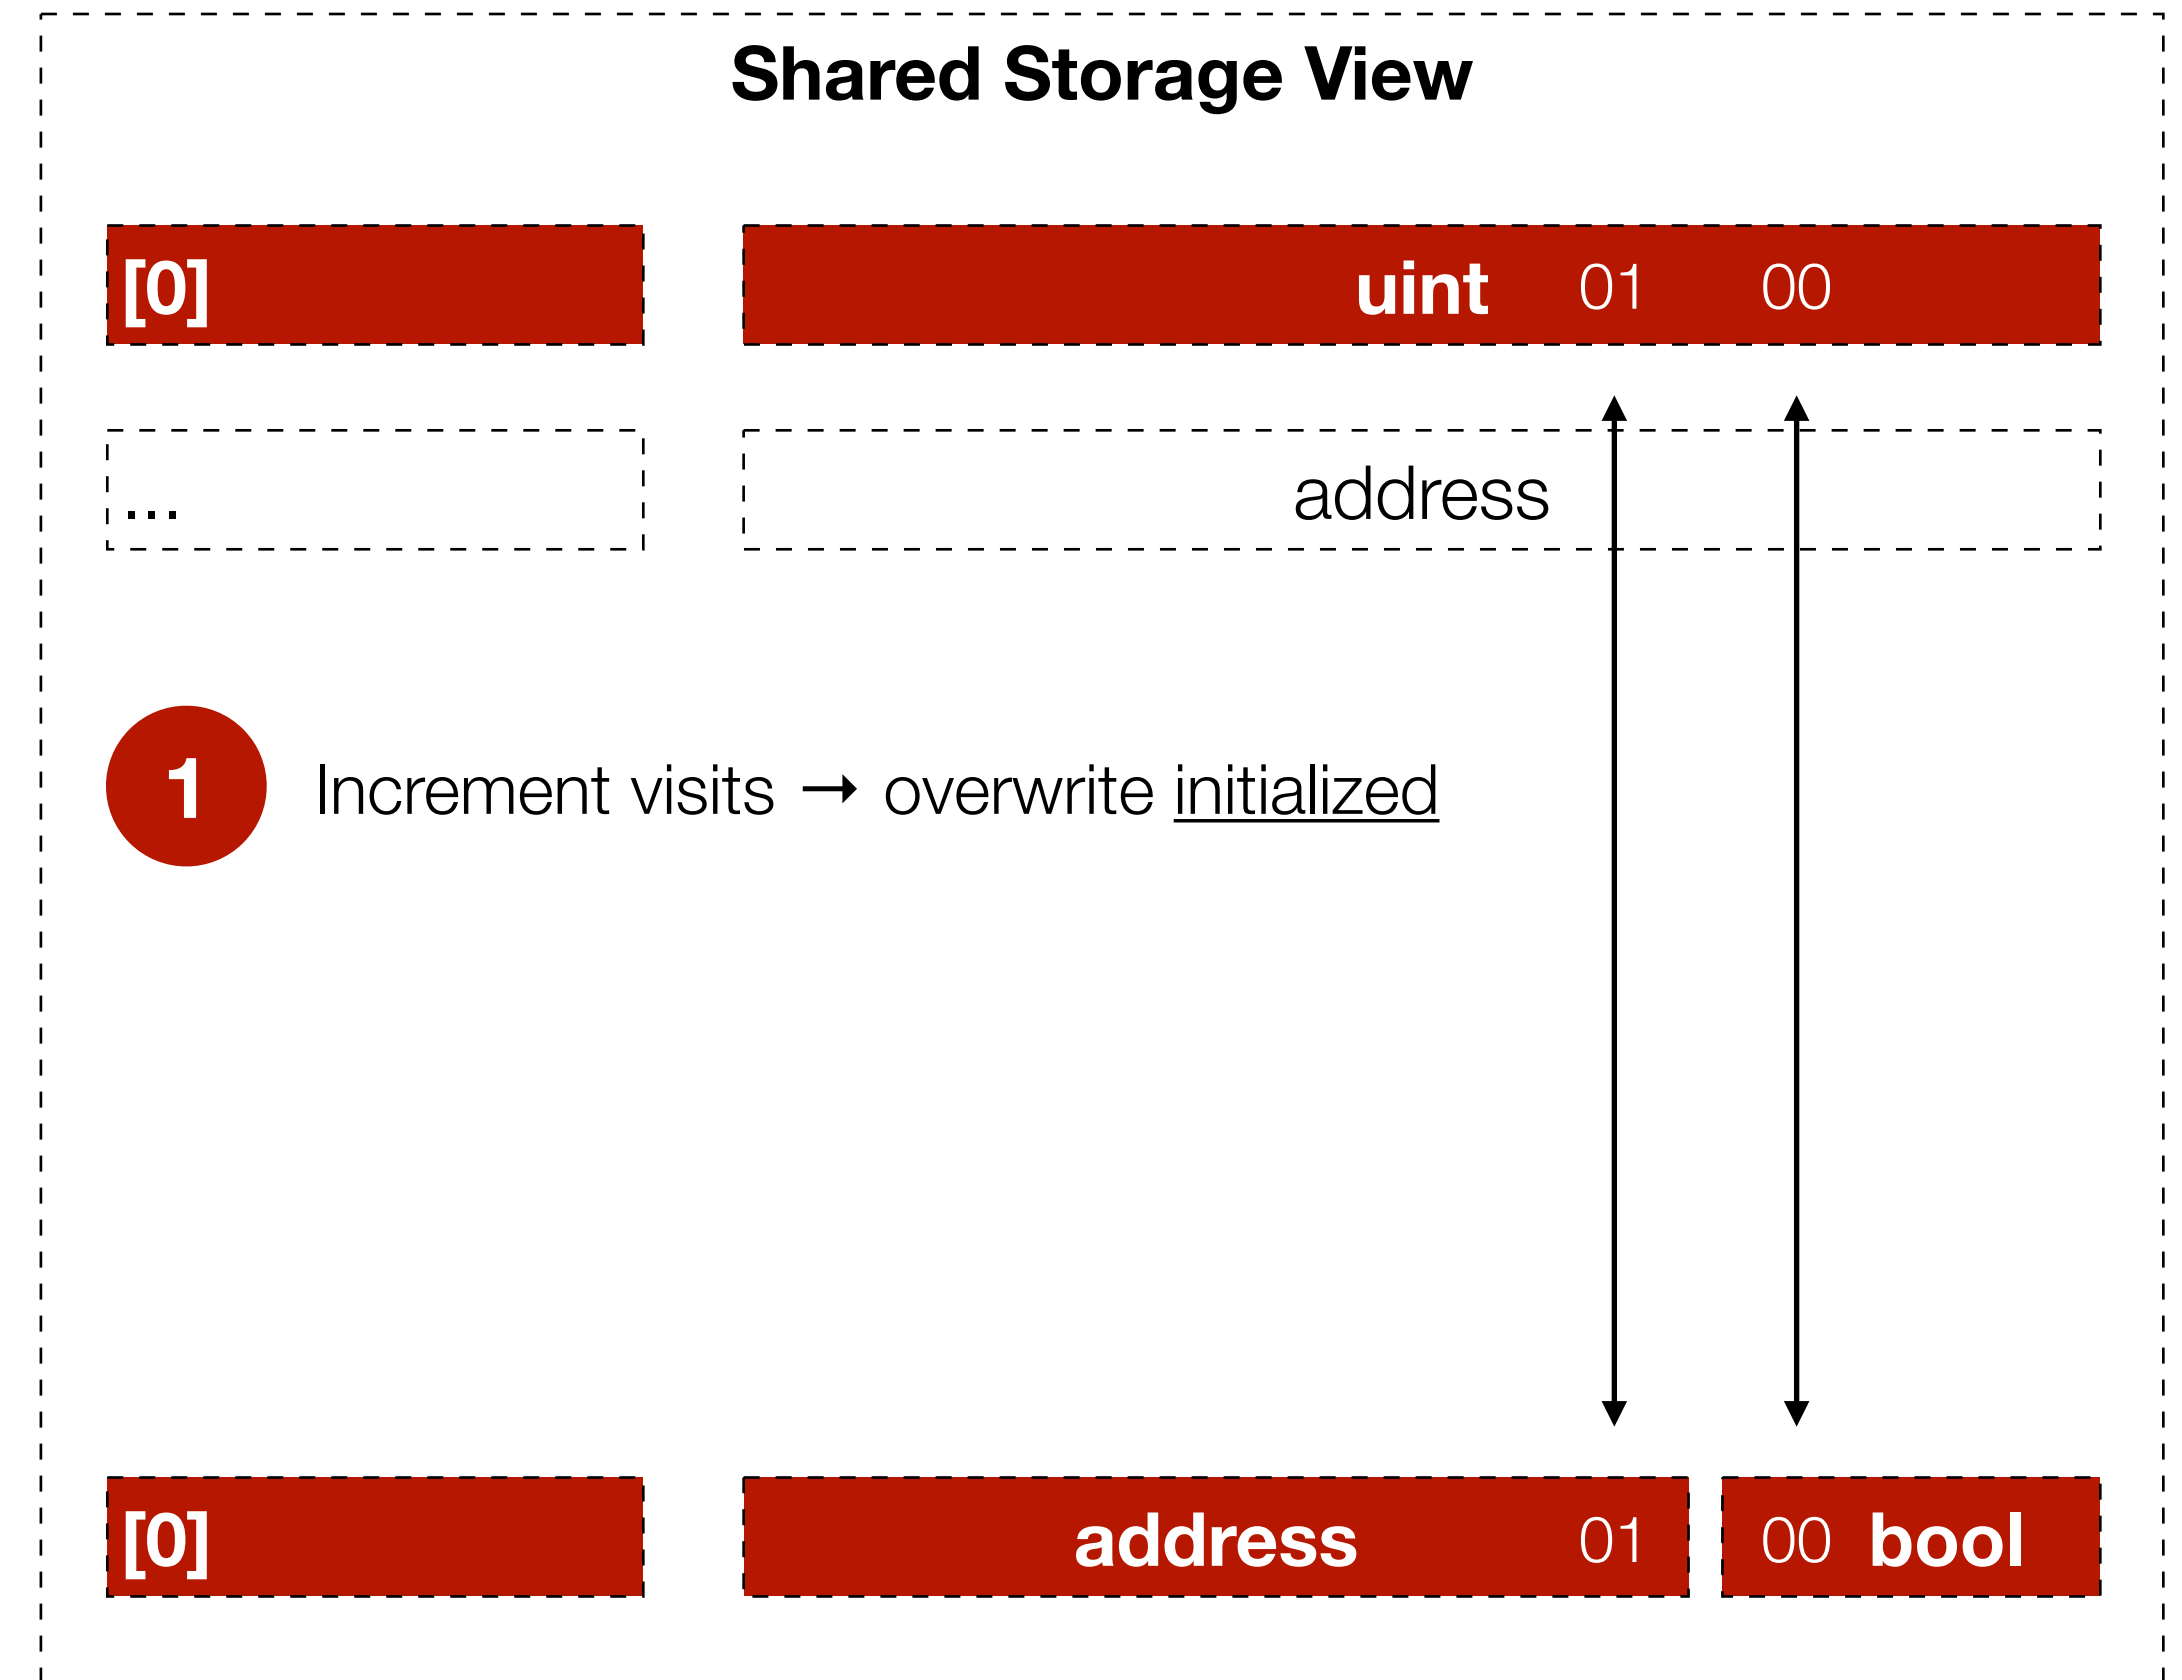 Shared Storage View
[0] uint 01 00
... address
1 Increment visits → overwrite initialized
[0] address 01 00 bool